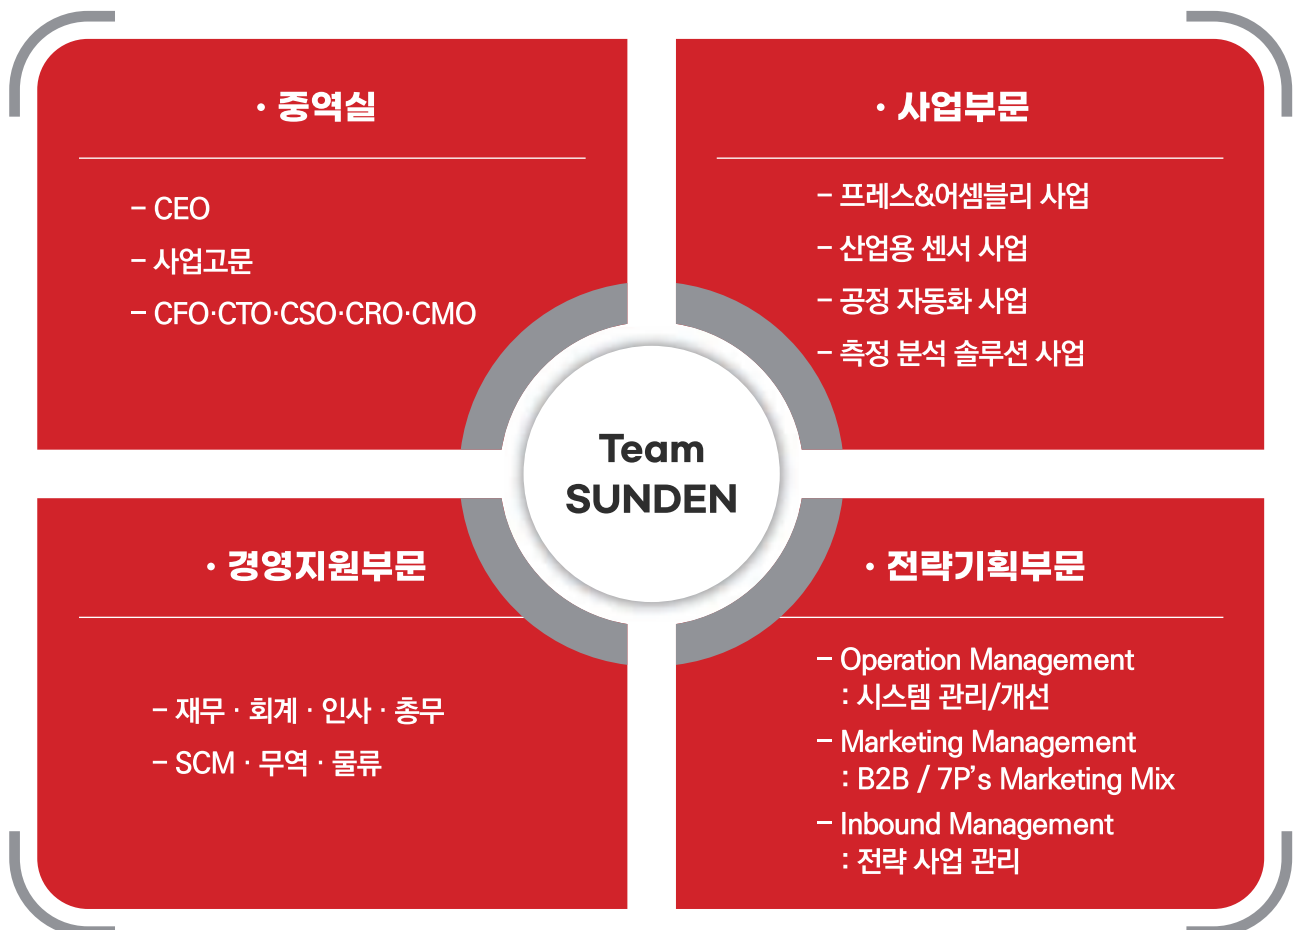 · 중역실
– CEO
– 사업고문
– CFO·CTO·CSO·CRO·CMO
· 사업부문
– 프레스&어셈블리 사업
– 산업용 센서 사업
– 공정 자동화 사업
– 측정 분석 솔루션 사업
Team
SUNDEN
· 경영지원부문
– 재무 · 회계 · 인사 · 총무
– SCM · 무역 · 물류
· 전략기획부문
– Operation Management
: 시스템 관리/개선
– Marketing Management
: B2B / 7P’s Marketing Mix
– Inbound Management
: 전략 사업 관리